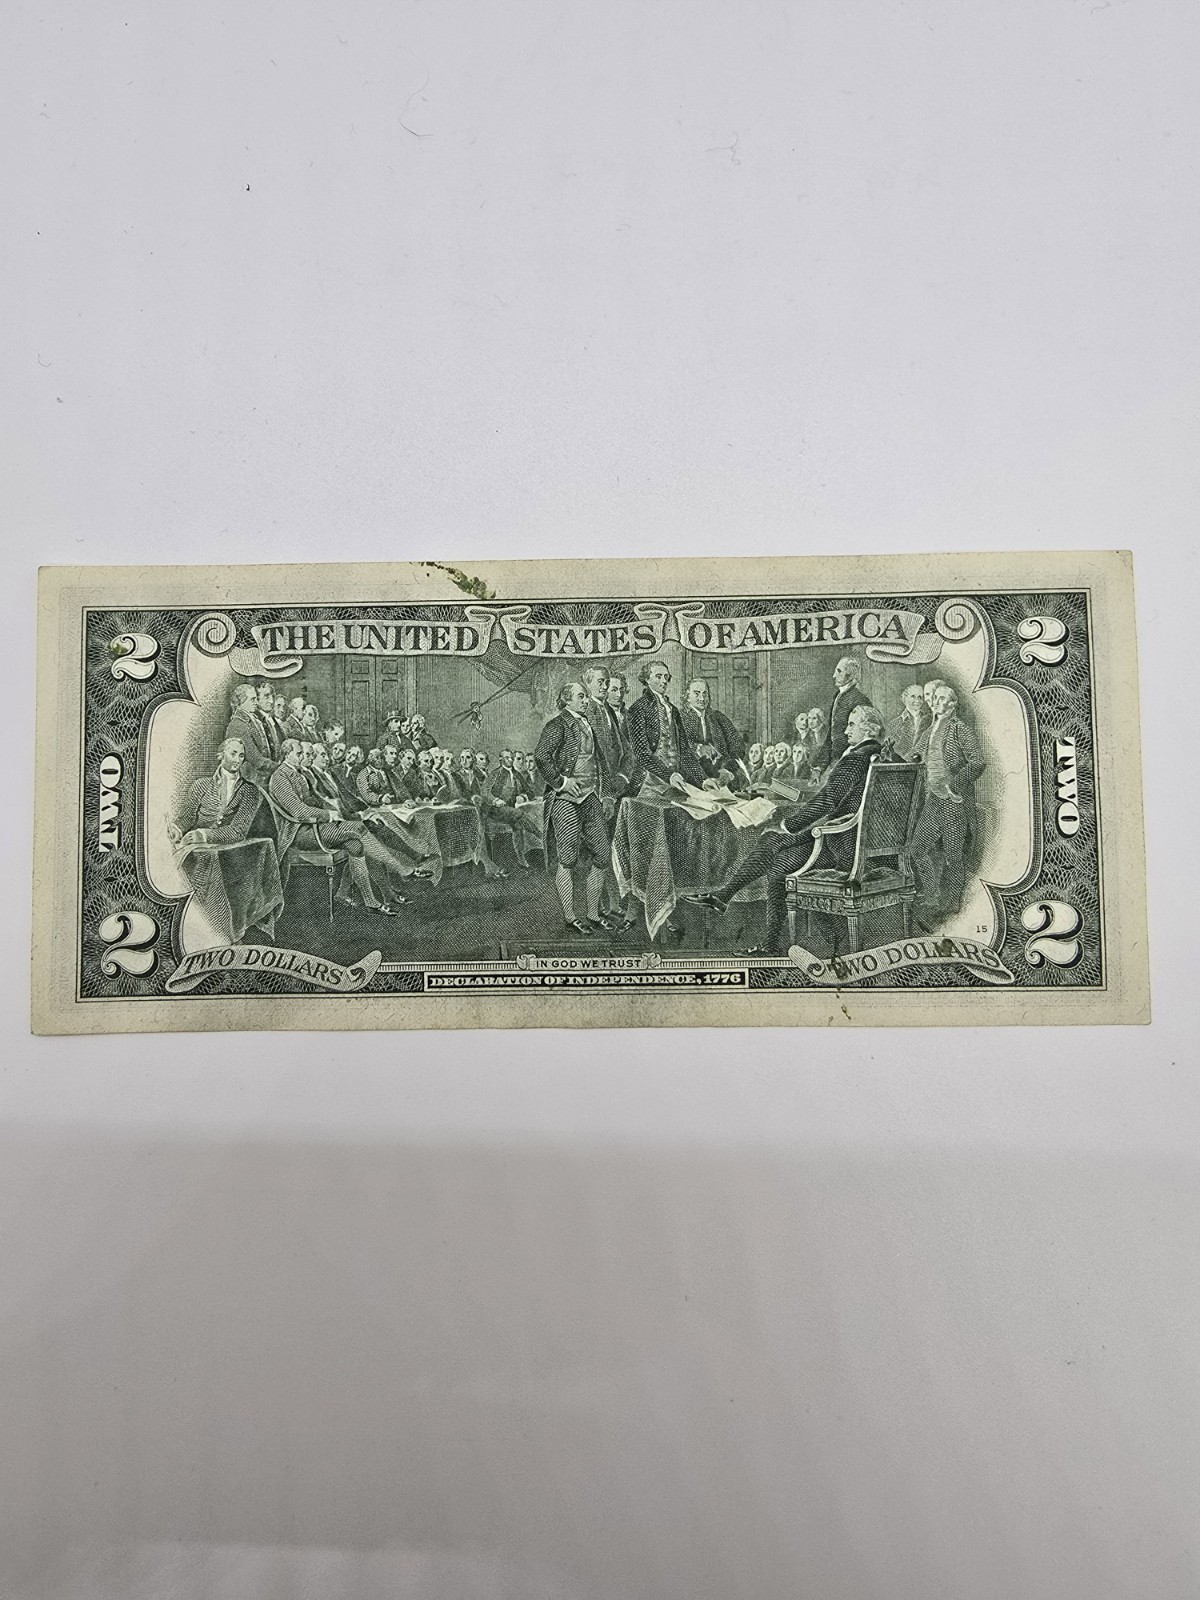 THE UNITED STATES OF AMERICA
2
2
TWO
TWO
15
2
2
TWO DOLLARS
IN GOD WE TRUST
TWO DOLLARS
DECLARATION OF INDEPENDENCE, 1776